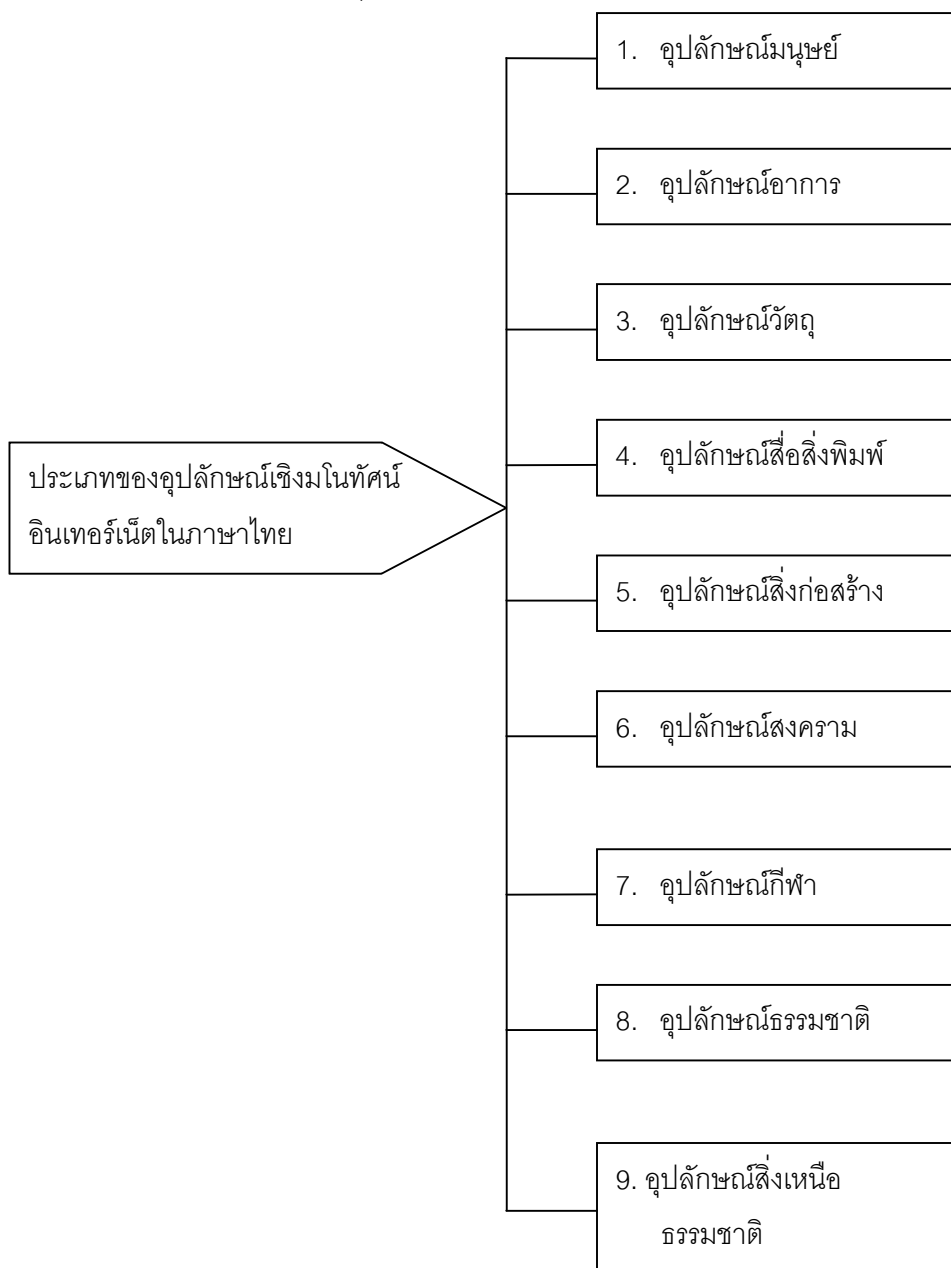 1. อุปลักษณ์มนุษย์
2. อุปลักษณ์อาการ
3. อุปลักษณ์วัตถุ
4. อุปลักษณ์สื่อสิ่งพิมพ์
ประเภทของอุปลักษณ์เชิงมโนทัศน์
อินเทอร์เน็ตในภาษาไทย
5. อุปลักษณ์สิ่งก่อสร้าง
6. อุปลักษณ์สงคราม
7. อุปลักษณ์กีฬา
8. อุปลักษณ์ธรรมชาติ
9. อุปลักษณ์สิ่งเหนือ
ธรรมชาติ